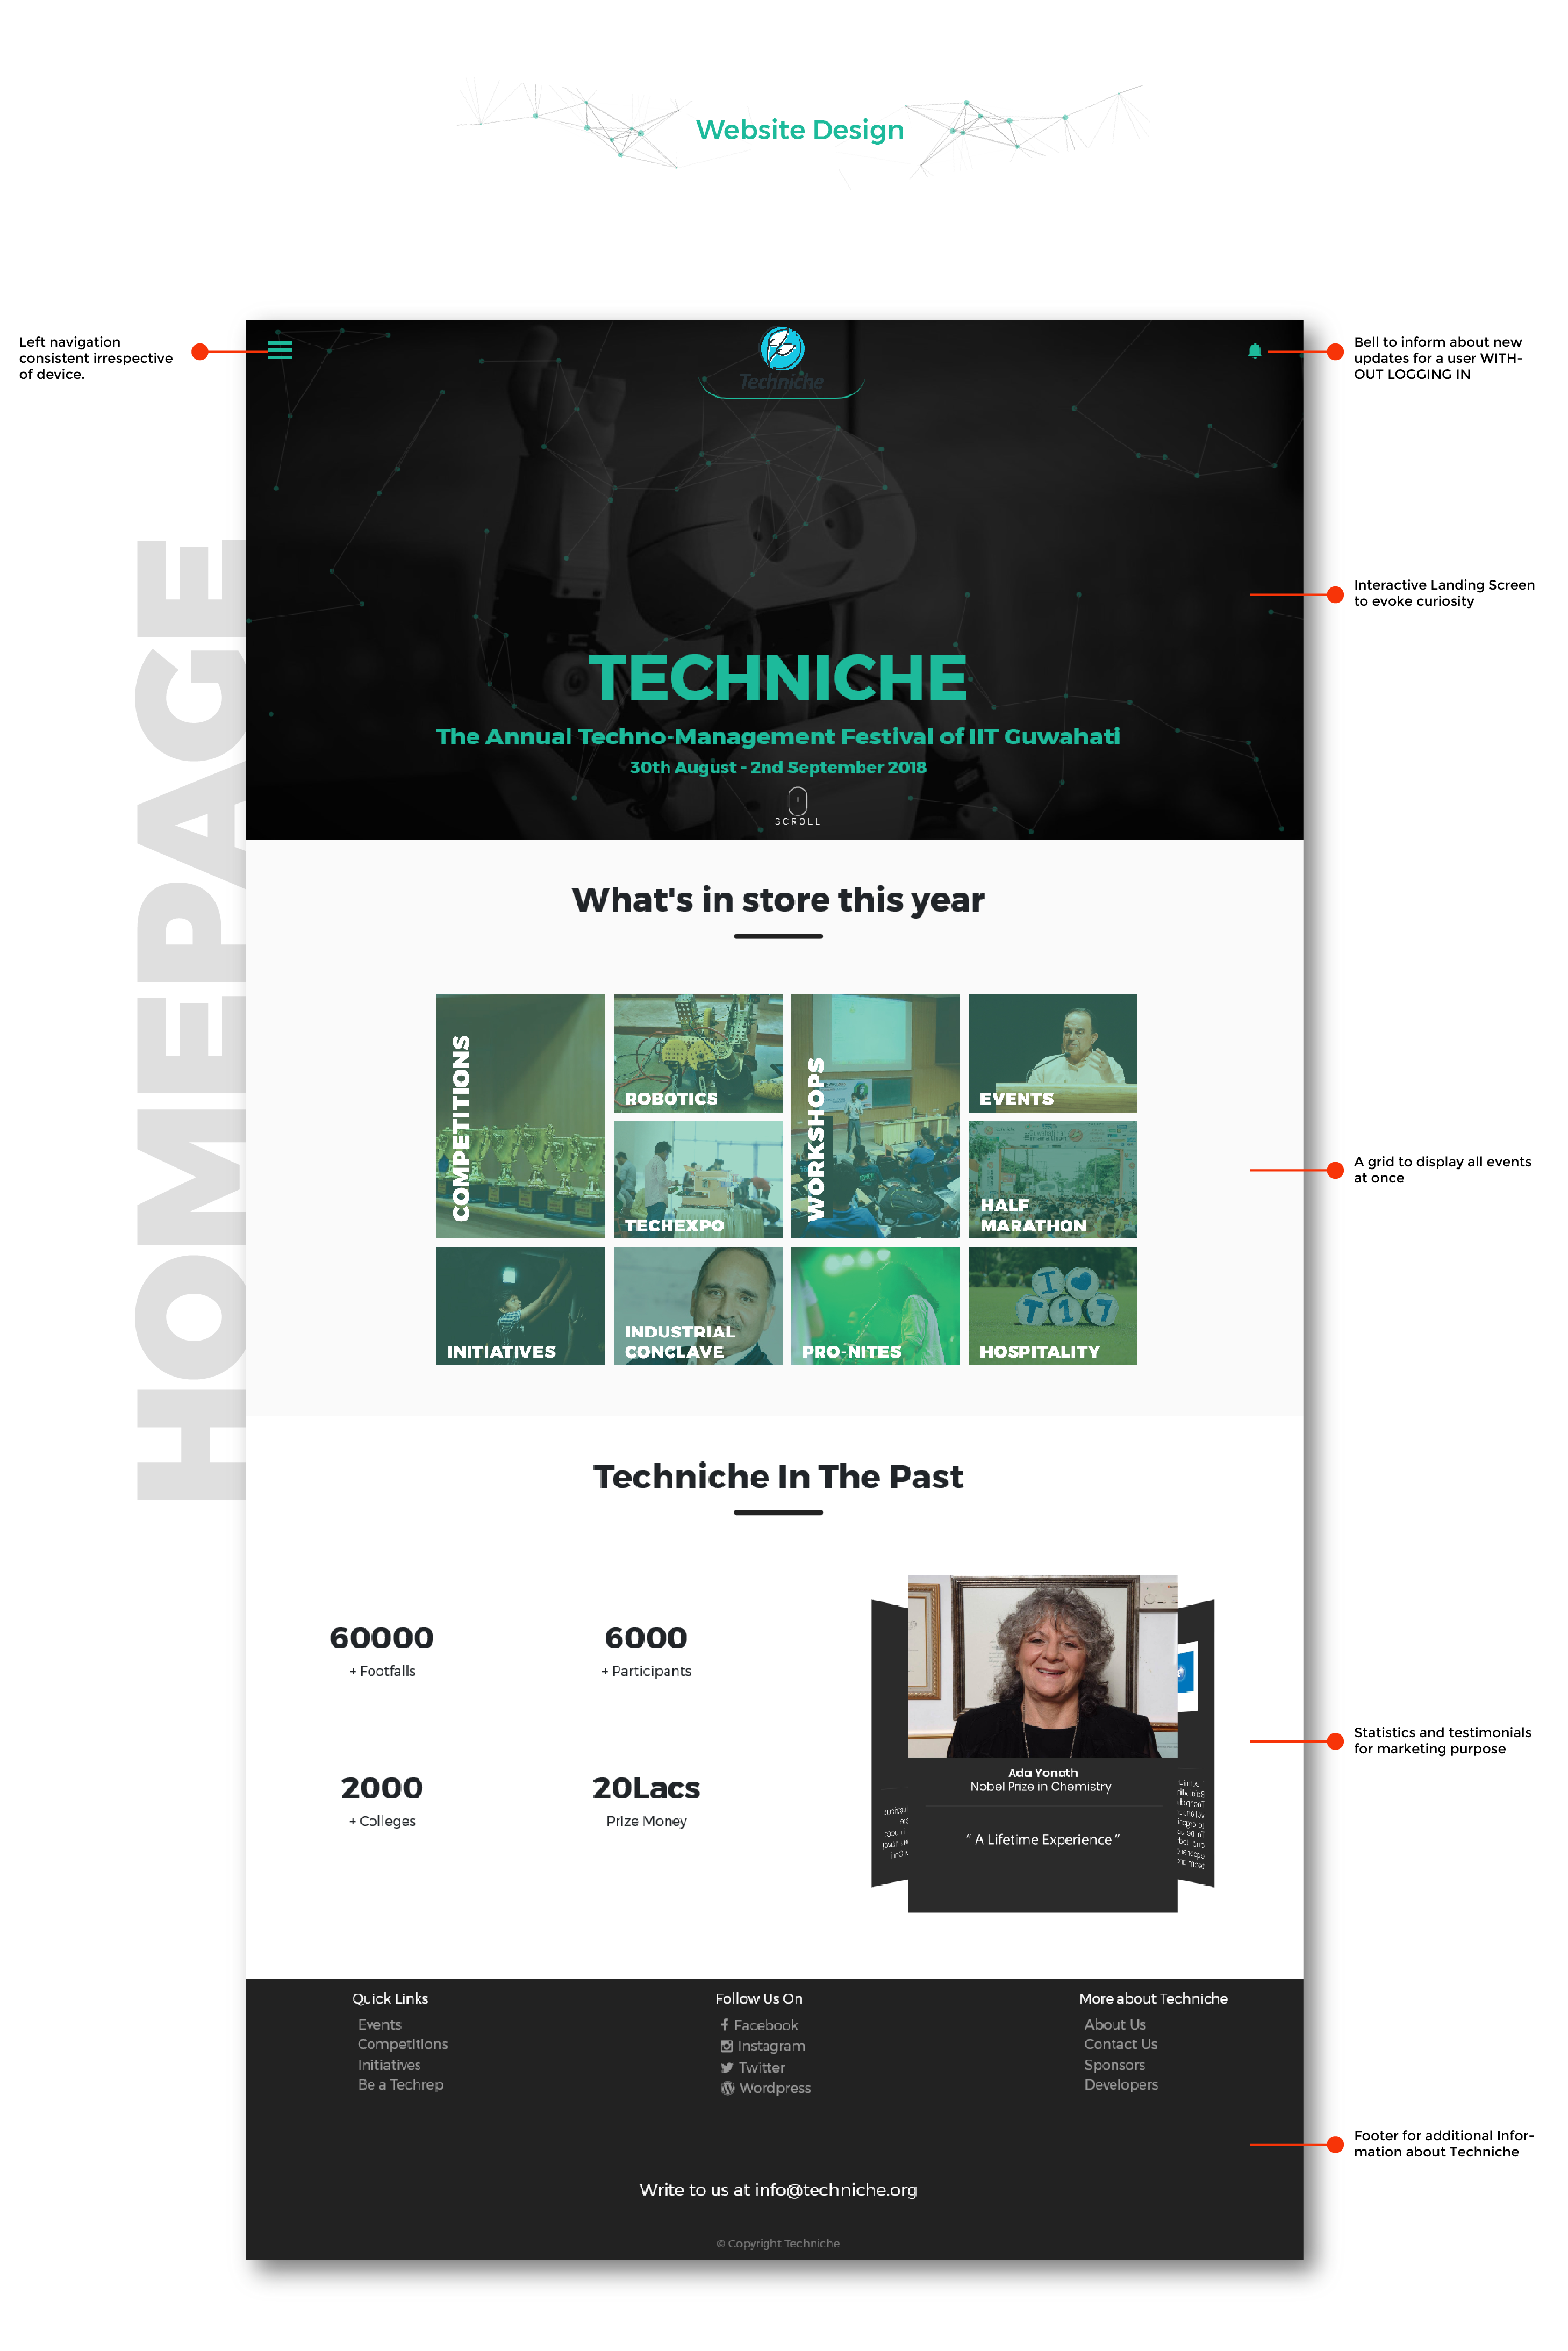 Website Design
Left navigation
consistent irrespective
of device.
Techniche
Bell to inform about new
updates for a user WITH-
OUT LOGGING IN
HOMEPAGE
Interactive Landing Screen
to evoke curiosity
TECHNICHE
The Annual Techno-Management Festival of IIT Guwahati
30th August - 2nd September 2018
SCROLL
What's in store this year
COMPETITIONS
ROBOTICS
WORKSHOPS
EVENTS
TECHEXPO
HALF
MARATHON
A grid to display all events
at once
INITIATIVES
INDUSTRIAL
CONCLAVE
PRO-NITES
I
T17
HOSPITALITY
Techniche In The Past
60000
+ Footfalls
6000
+ Participants
2000
+ Colleges
20Lacs
Prize Money
Ada Yonath
Nobel Prize in Chemistry
" A Lifetime Experience "
Statistics and testimonials
for marketing purpose
Quick Links
Events
Competitions
Initiatives
Be a Techrep
Follow Us On
Facebook
Instagram
Twitter
Wordpress
More about Techniche
About Us
Contact Us
Sponsors
Developers
Footer for additional Infor-
mation about Techniche
Write to us at info@techniche.org
© Copyright Techniche